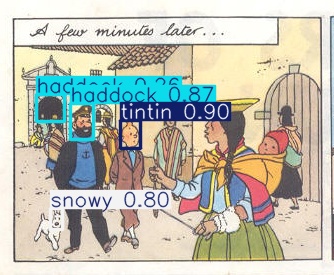 A few minutes later...
haddock 0.26
haddock 0.87
tintin 0.90
snowy 0.80